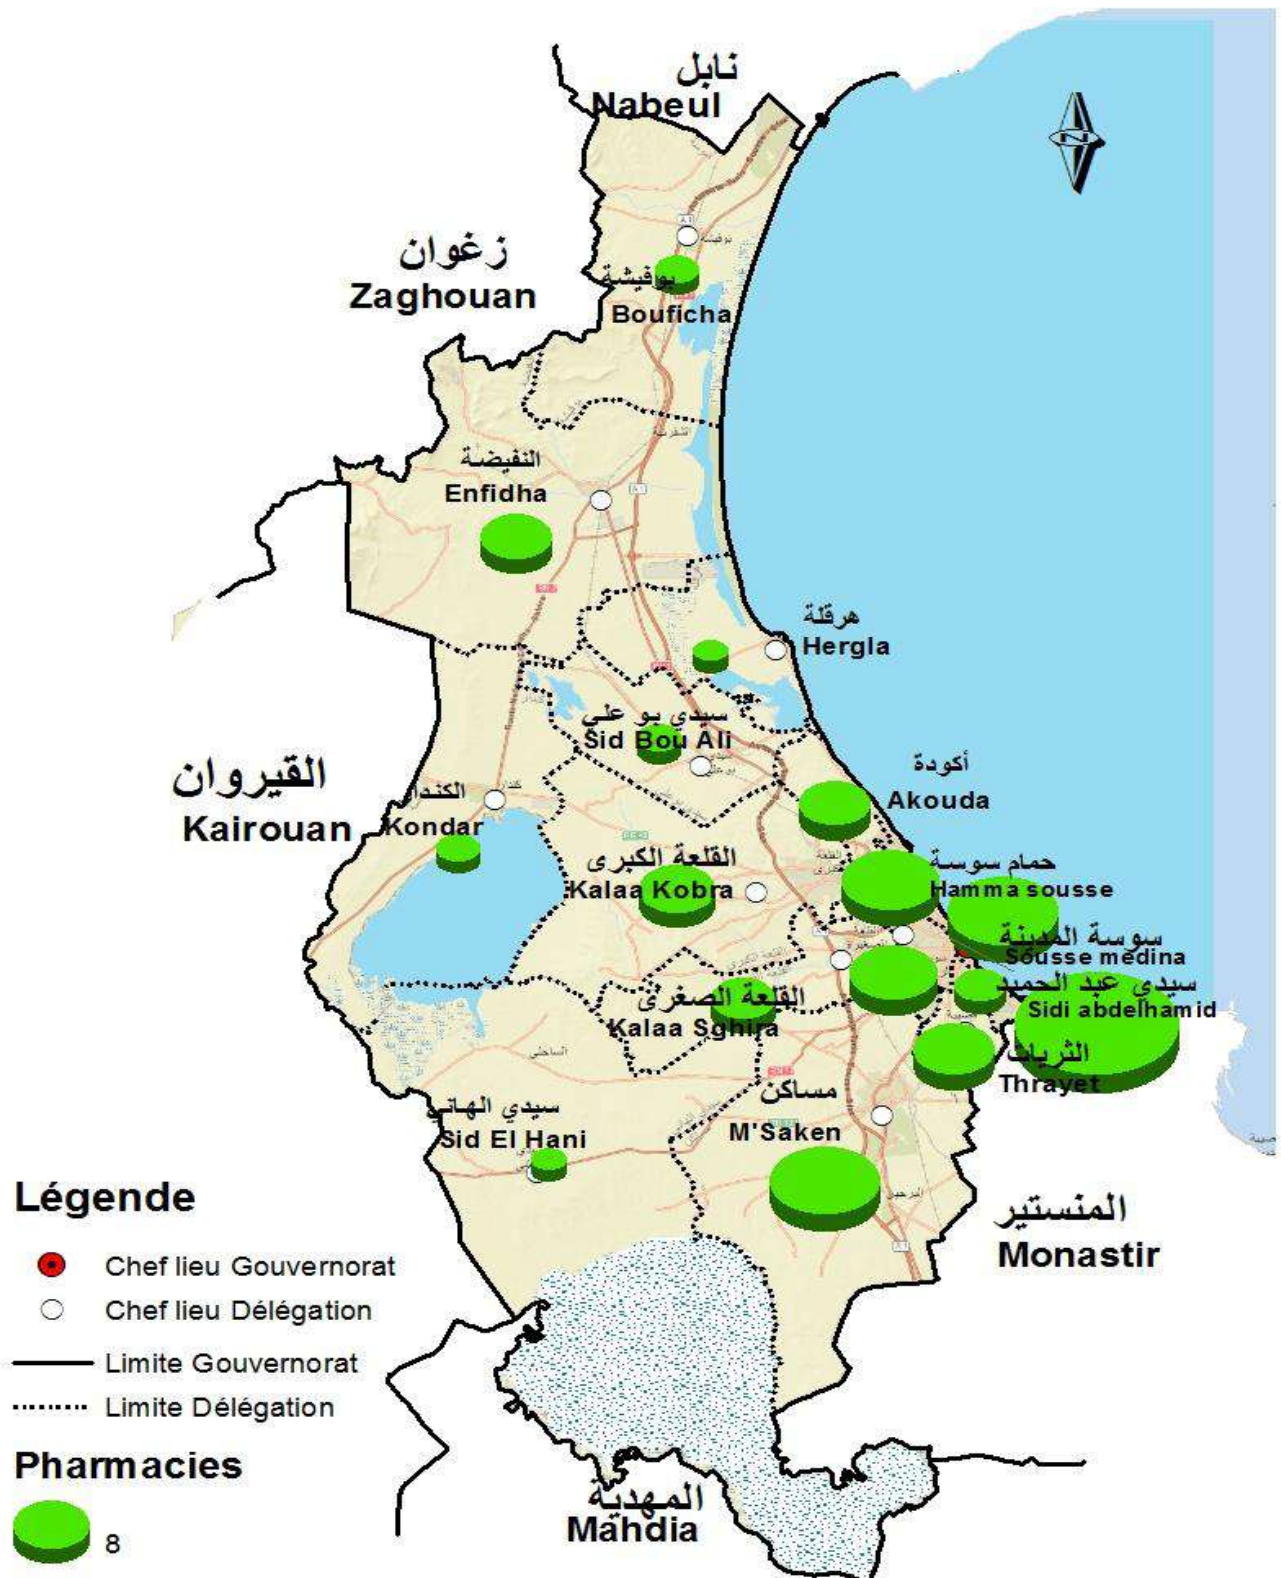 نابل
Nabeul
زغوان
Zaghouan
بوفيشة
بوفيشة
Bouficha
النفيضة
Enfidha
هرقلة
Hergla
سيدي بو علي
Sid Bou Ali
القيروان
Kairouan
الكندار
Kondar
أكودة
Akouda
القلعة الكبرى
Kalaa Kobra
حمام سوسة
Hamma sousse
سوسة المدينة
Sousse medina
سيدي عبد الحميد
Sidi abdelhamid
القلعة الصغرى
Kalaa Sghira
الثريات
Thrayet
الساحلي
مساكن
M'Saken
سيدي الهاني
Sid El Hani
المنستير
Monastir
Légende
Chef lieu Gouvernorat
Chef lieu Délégation
Limite Gouvernorat
Limite Délégation
Pharmacies
8
المهدية
Mahdia